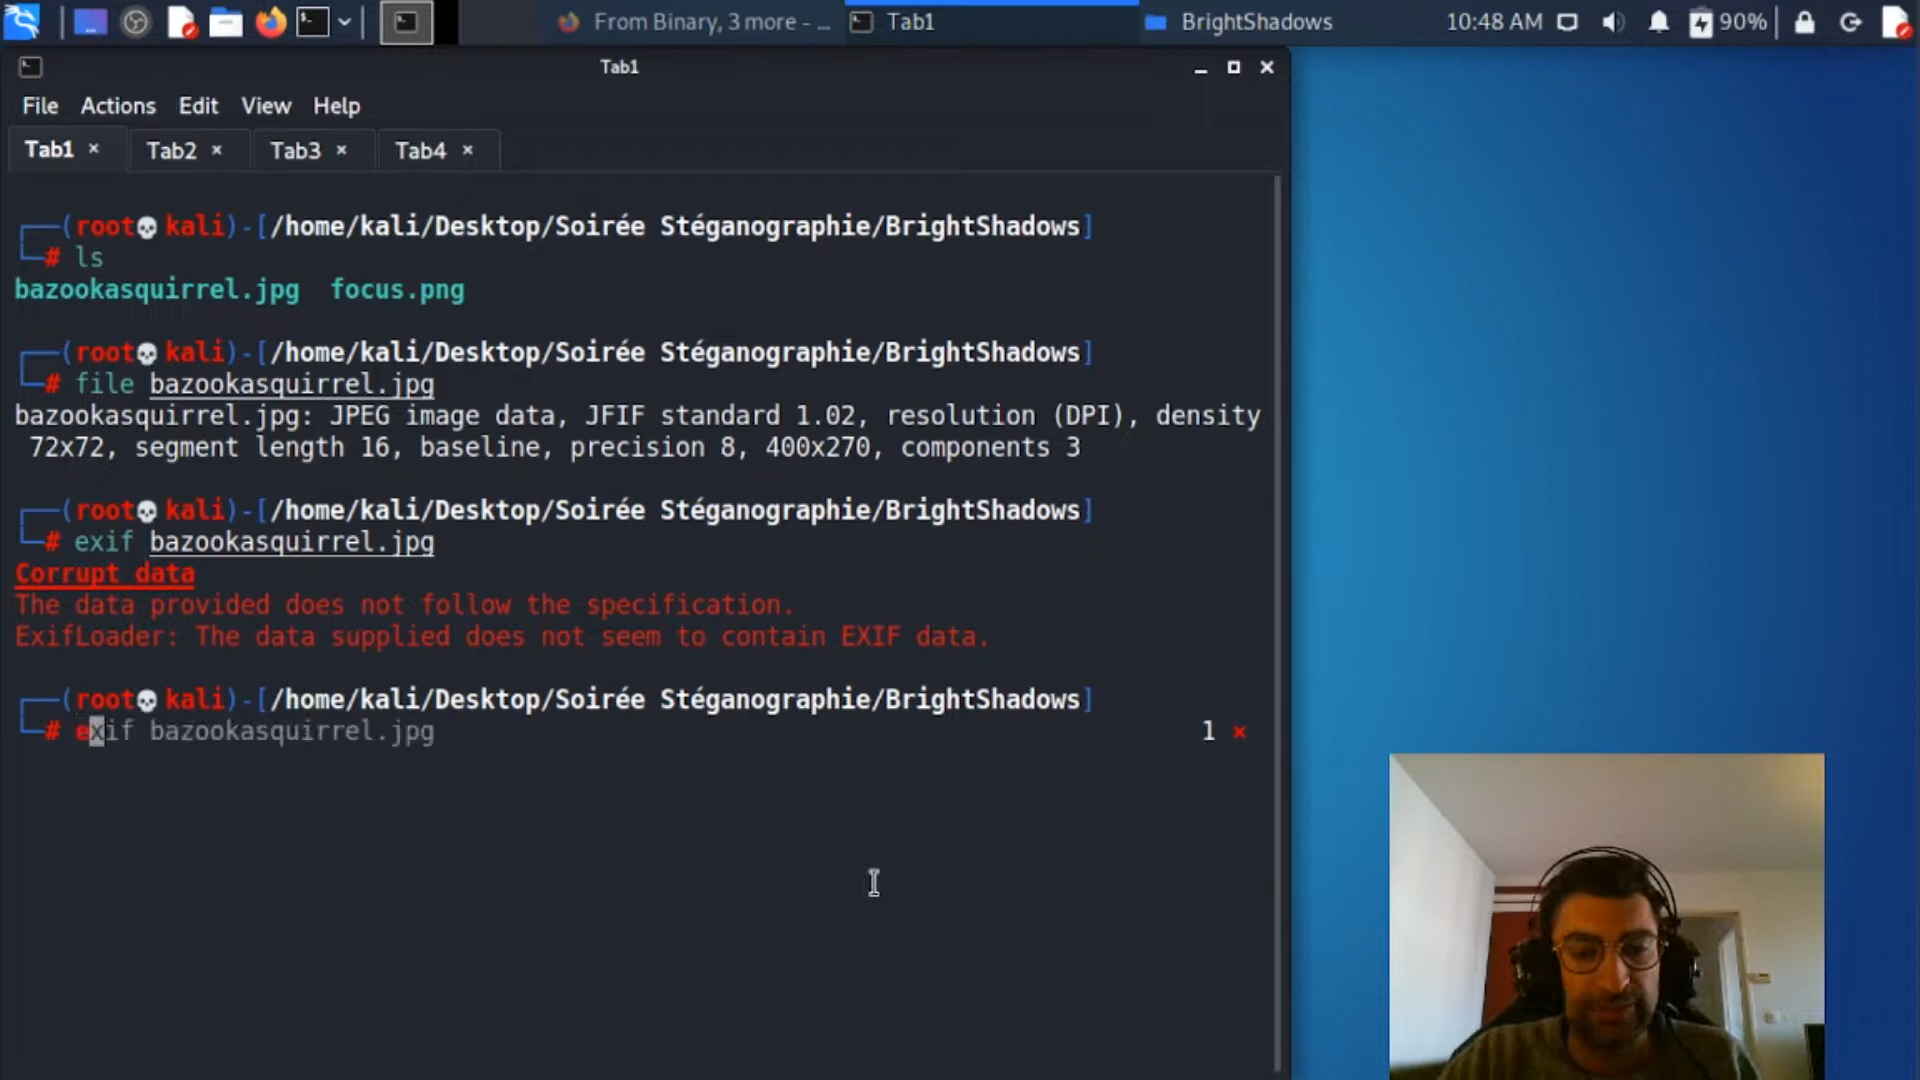 From Binary, 3 more - ...
Tab1
BrightShadows
10:48 AM
90%
Tab1
File Actions Edit View Help
Tab1 × Tab2 × Tab3 × Tab4 ×
┌──(root💀kali)-[/home/kali/Desktop/Soirée Stéganographie/BrightShadows]
└─# ls
bazookasquirrel.jpg focus.png
┌──(root💀kali)-[/home/kali/Desktop/Soirée Stéganographie/BrightShadows]
└─# file bazookasquirrel.jpg
bazookasquirrel.jpg: JPEG image data, JFIF standard 1.02, resolution (DPI), density
72x72, segment length 16, baseline, precision 8, 400x270, components 3
┌──(root💀kali)-[/home/kali/Desktop/Soirée Stéganographie/BrightShadows]
└─# exif bazookasquirrel.jpg
Corrupt data
The data provided does not follow the specification.
ExifLoader: The data supplied does not seem to contain EXIF data.
┌──(root💀kali)-[/home/kali/Desktop/Soirée Stéganographie/BrightShadows]
└─# exif bazookasquirrel.jpg 1 ×